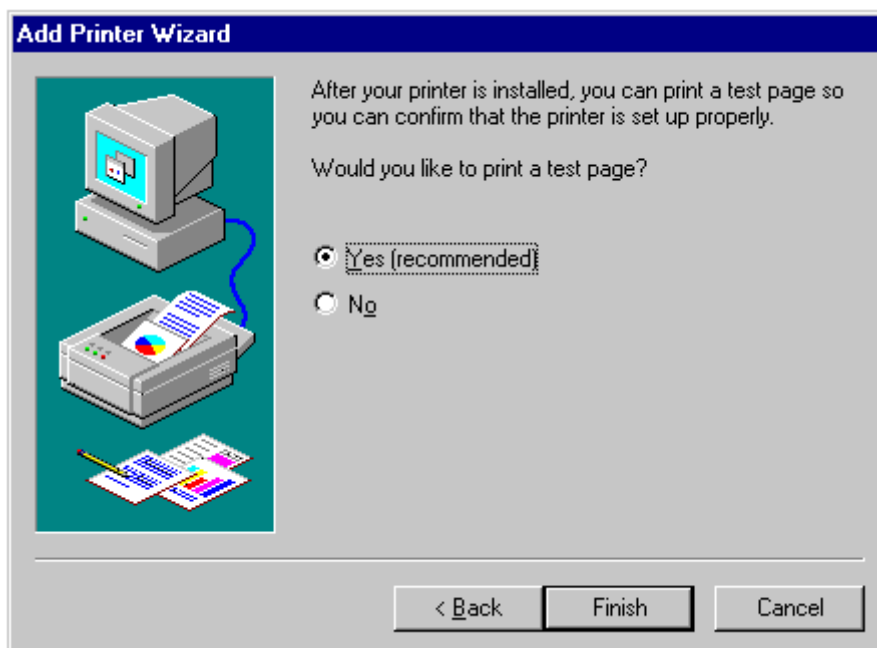 Add Printer Wizard
After your printer is installed, you can print a test page so
you can confirm that the printer is set up properly.
Would you like to print a test page?
Yes (recommended)
No
< Back
Finish
Cancel